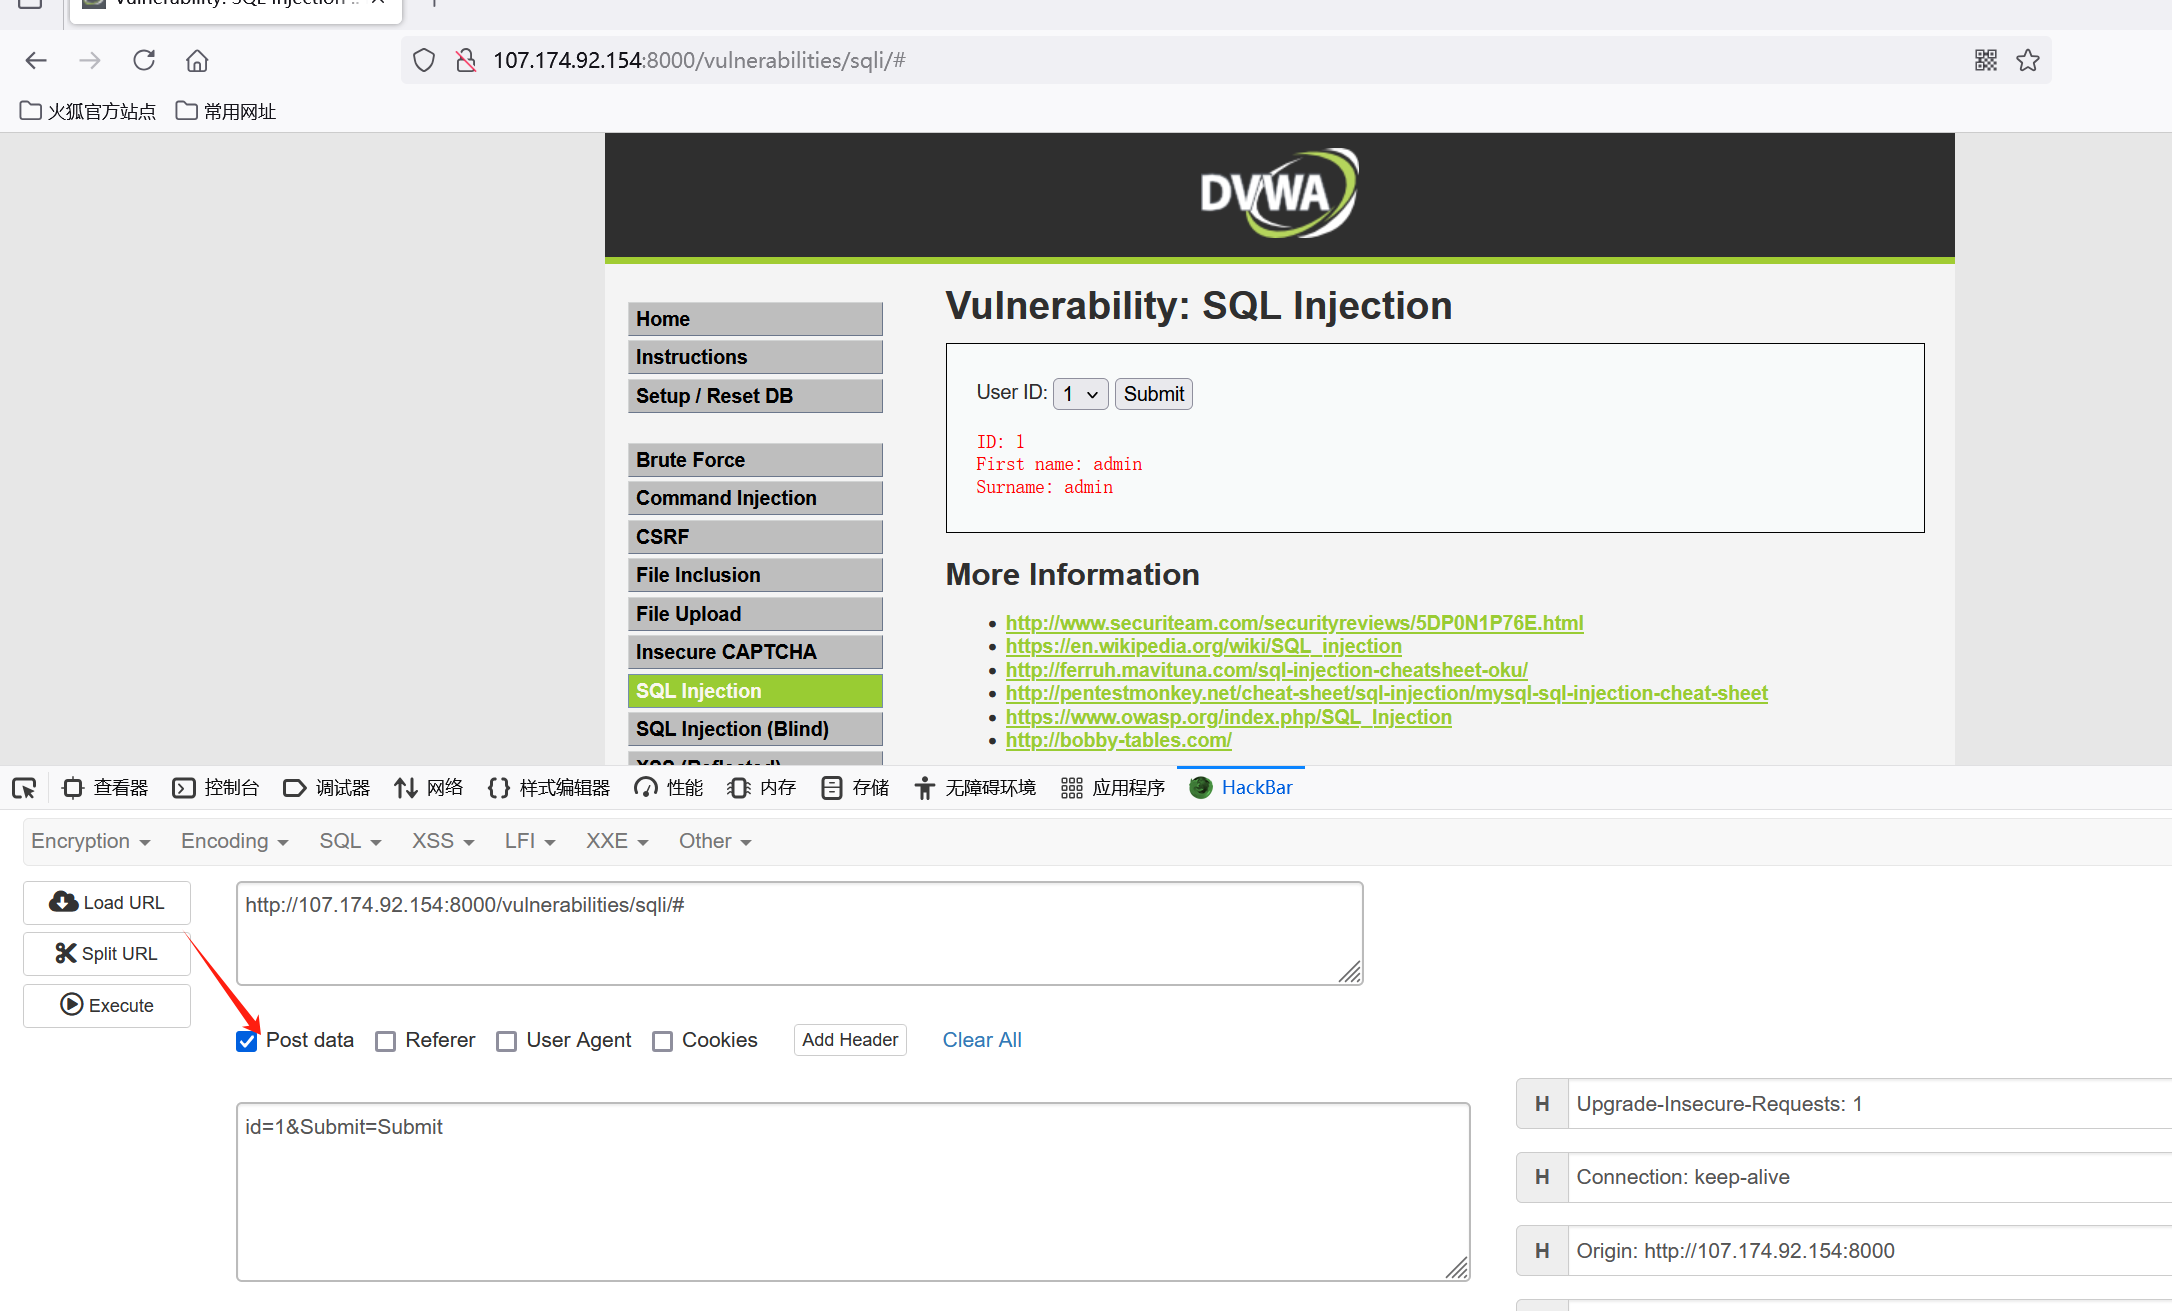 Vulnerability: SQL Injection ...
107.174.92.154:8000/vulnerabilities/sqli/#
火狐官方站点 常用网址
DVWA
Home
Instructions
Setup / Reset DB
Brute Force
Command Injection
CSRF
File Inclusion
File Upload
Insecure CAPTCHA
SQL Injection
SQL Injection (Blind)
XSS (Reflected)
Vulnerability: SQL Injection
User ID: 1 Submit
ID: 1
First name: admin
Surname: admin
More Information
http://www.securiteam.com/securityreviews/5DP0N1P76E.html
https://en.wikipedia.org/wiki/SQL_injection
http://ferruh.mavituna.com/sql-injection-cheatsheet-oku/
http://pentestmonkey.net/cheat-sheet/sql-injection/mysql-sql-injection-cheat-sheet
https://www.owasp.org/index.php/SQL_Injection
http://bobby-tables.com/
查看器 控制台 调试器 网络 样式编辑器 性能 内存 存储 无障碍环境 应用程序 HackBar
Encryption Encoding SQL XSS LFI XXE Other
Load URL
Split URL
Execute
http://107.174.92.154:8000/vulnerabilities/sqli/#
Post data Referer User Agent Cookies Add Header Clear All
id=1&Submit=Submit
H Upgrade-Insecure-Requests: 1
H Connection: keep-alive
H Origin: http://107.174.92.154:8000